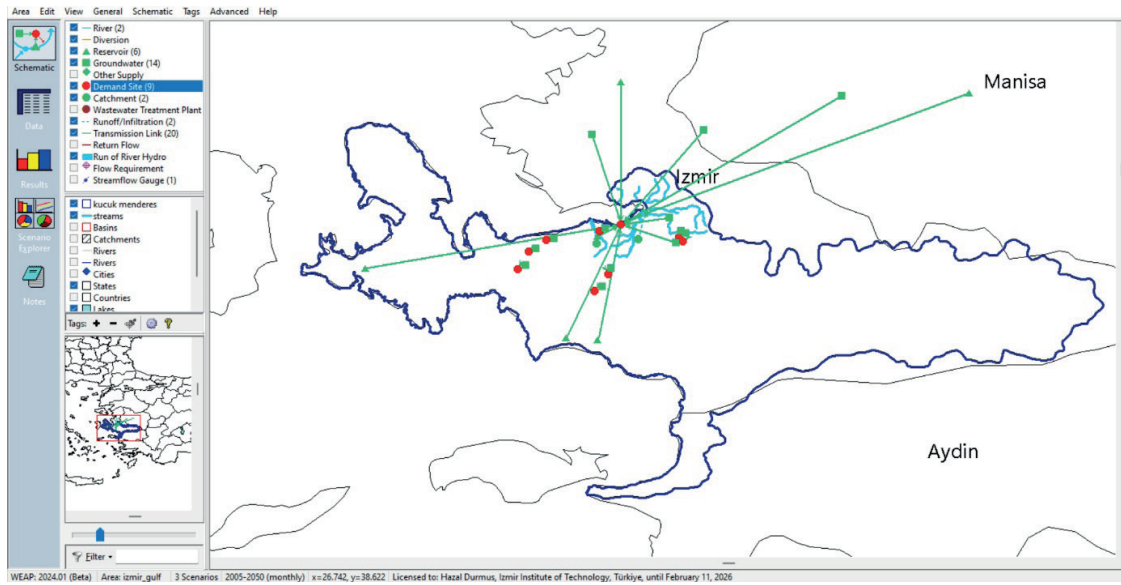 Area Edit View General Schematic Tags Advanced Help
Schematic
Data
Results
Scenario Explorer
Notes
River (2)
Diversion
Reservoir (6)
Groundwater (14)
Other Supply
Demand Site (9)
Catchment (2)
Wastewater Treatment Plant
Runoff/Infiltration (2)
Transmission Link (20)
Return Flow
Run of River Hydro
Flow Requirement
Streamflow Gauge (1)
kucuk menderes
streams
Basins
Catchments
Rivers
Rivers
Cities
States
Countries
Lakes
Tags: + −
Filter
Manisa
Izmir
Aydin
WEAP: 2024.01 (Beta) Area: izmir_gulf 3 Scenarios 2005-2050 (monthly) x=26.742, y=38.622 Licensed to: Hazal Durmus, Izmir Institute of Technology, Türkiye, until February 11, 2026